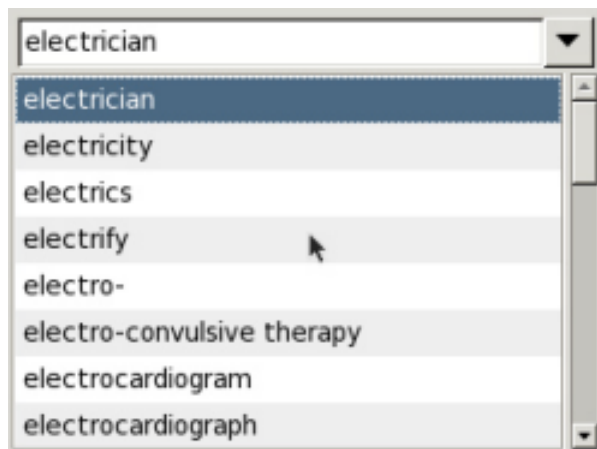 electrician
electrician
electricity
electrics
electrify
electro-
electro-convulsive therapy
electrocardiogram
electrocardiograph